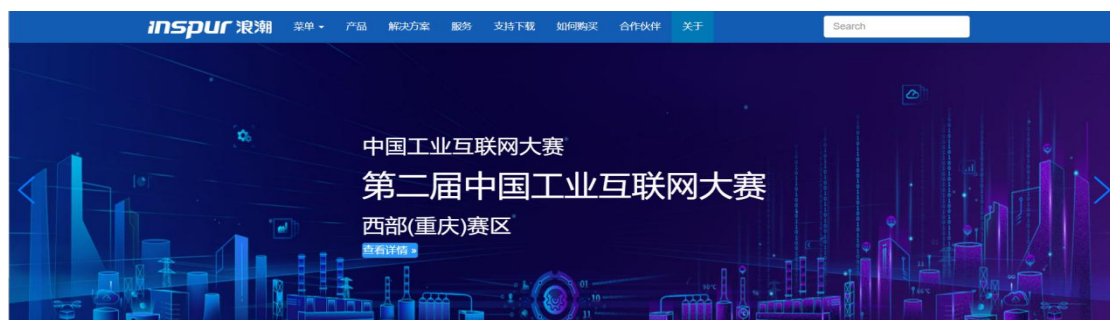 inspur 浪潮 菜单 产品 解决方案 服务 支持下载 如何购买 合作伙伴 关于 Search
中国工业互联网大赛
第二届中国工业互联网大赛
西部(重庆)赛区
查看详情 »
01
10
11